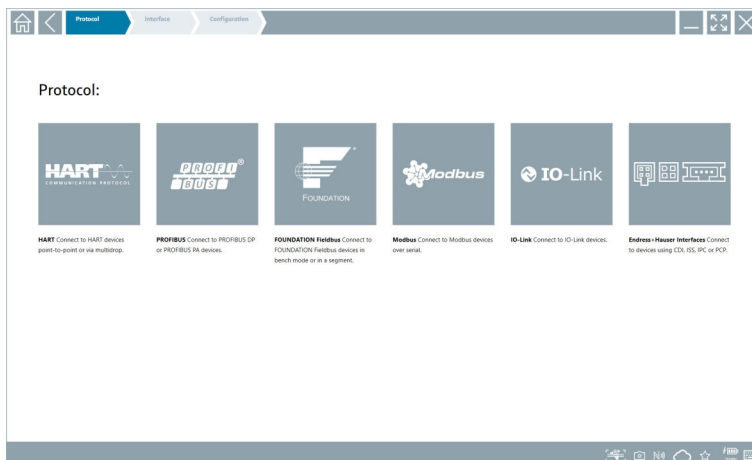 Protocol
Interface
Configuration
Protocol:
HART
COMMUNICATION PROTOCOL
PROFI®
BUS
FOUNDATION
Modbus
IO-Link
HART Connect to HART devices
point-to-point or via multidrop.
PROFIBUS Connect to PROFIBUS DP
or PROFIBUS PA devices.
FOUNDATION Fieldbus Connect to
FOUNDATION Fieldbus devices in
bench mode or in a segment.
Modbus Connect to Modbus devices
over serial.
IO-Link Connect to IO-Link devices.
Endress+Hauser Interfaces Connect
to devices using CDI, ISS, IPC or PCP.